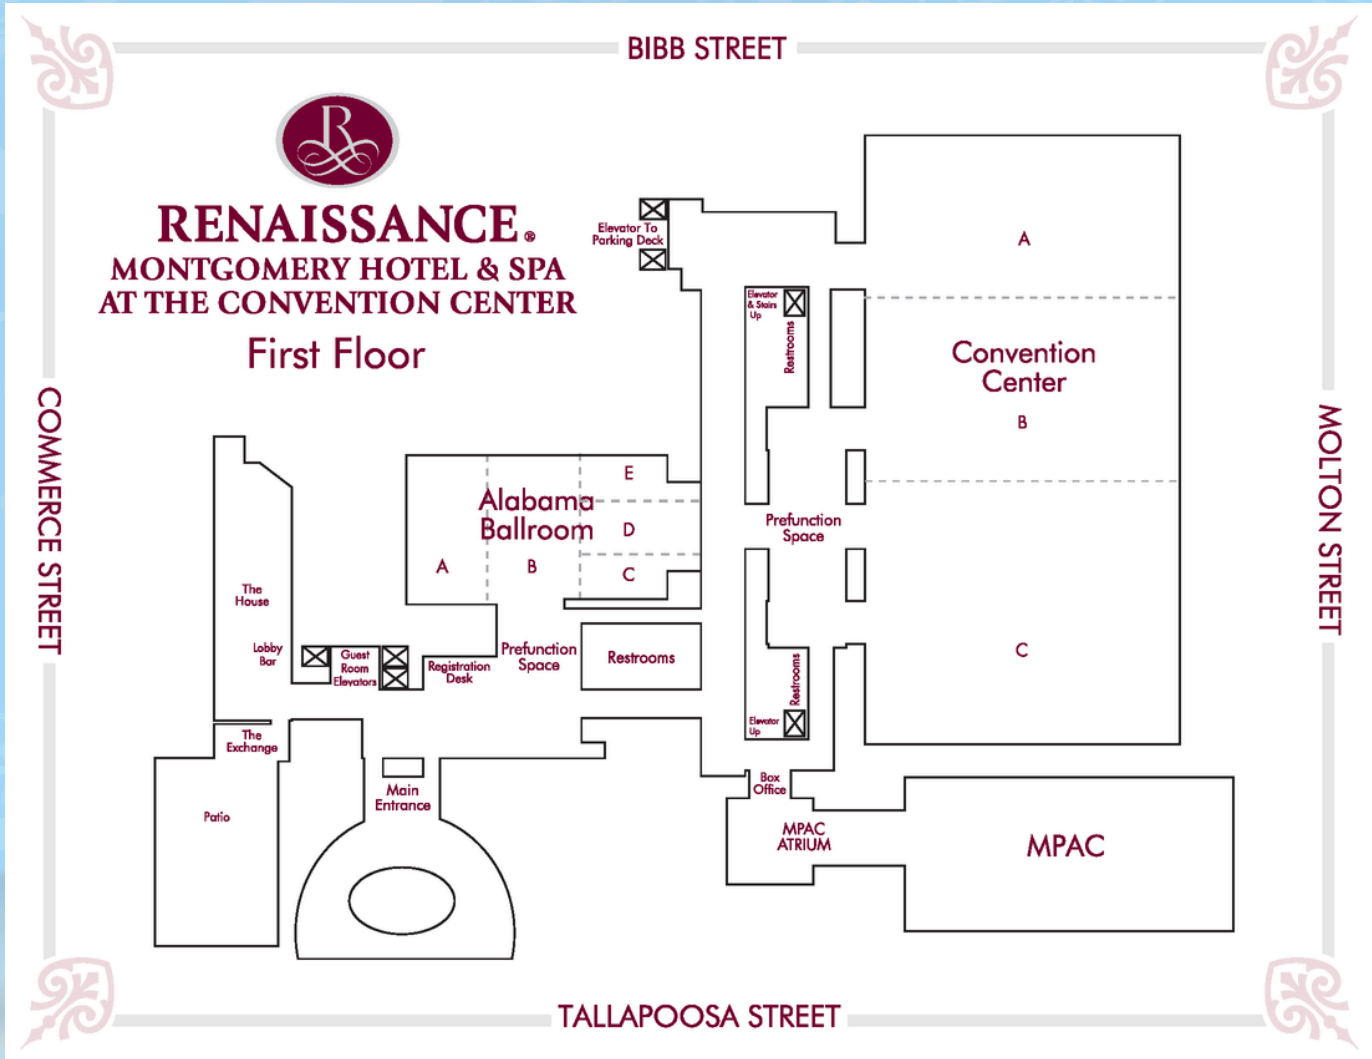 BIBB STREET
R
RENAISSANCE®
MONTGOMERY HOTEL & SPA
AT THE CONVENTION CENTER
First Floor
COMMERCE STREET
MOLTON STREET
Elevator To
Parking Deck
A
Elevator
& Stairs
Up
Restrooms
Convention
Center
B
E
Alabama
Ballroom
D
A
B
C
Prefunction
Space
The
House
Lobby
Bar
Guest
Room
Elevators
Registration
Desk
Prefunction
Space
Restrooms
Restrooms
Elevator
Up
C
The
Exchange
Patio
Main
Entrance
Box
Office
MPAC
ATRIUM
MPAC
TALLAPOOSA STREET